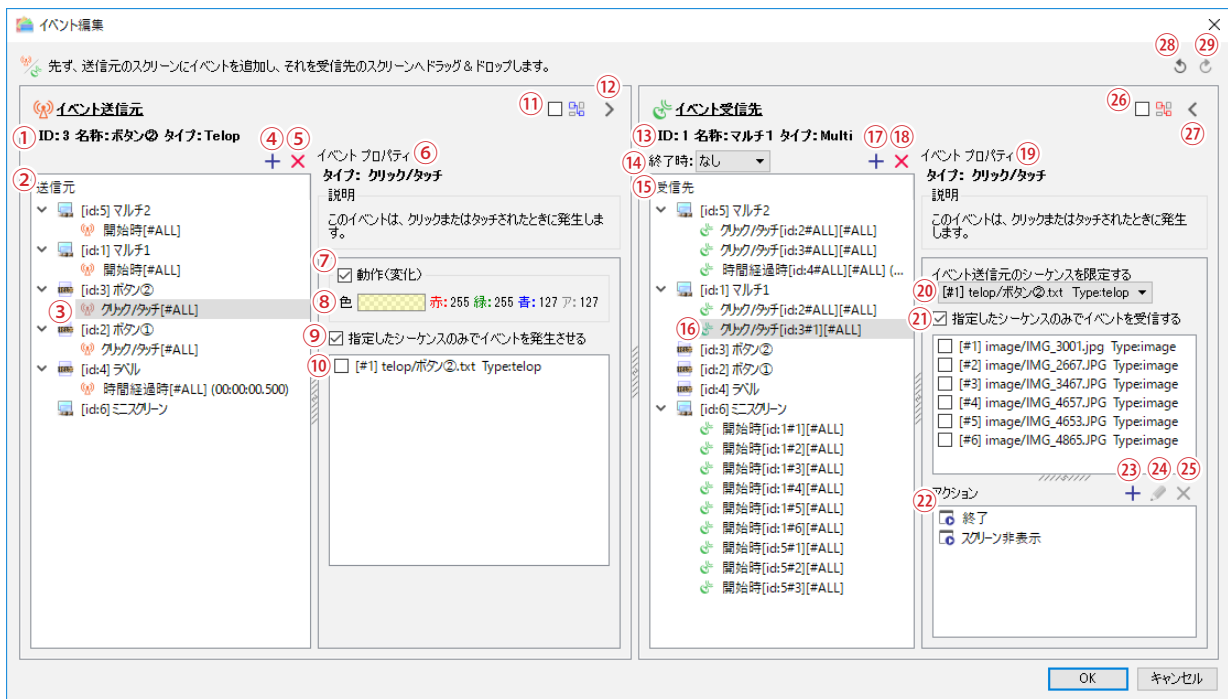 イベント編集
28 29
先ず、送信元のスクリーンにイベントを追加し、それを受信先のスクリーンへドラッグ&ドロップします。
イベント送信元
11 12
1 ID:3 名称:ボタン② タイプ:Telop
4 5
イベント プロパティ 6
タイプ: クリック/タッチ
2 送信元
[id:5] マルチ2
開始時[#ALL]
[id:1] マルチ1
開始時[#ALL]
[id:3] ボタン②
3 クリック/タッチ[#ALL]
[id:2] ボタン①
クリック/タッチ[#ALL]
[id:4] ラベル
時間経過時[#ALL] (00:00:00.500)
[id:6] ミニスクリーン
説明
このイベントは、クリックまたはタッチされたときに発生しま
す。
7 動作(変化)
8 色 赤: 255 緑: 255 青: 127 ア: 127
9 指定したシーケンスのみでイベントを発生させる
10 [#1] telop/ボタン②.txt Type:telop
イベント受信先
26 27
13 ID:1 名称:マルチ1 タイプ:Multi
14 終了時: なし
17 18
15 受信先
[id:5] マルチ2
クリック/タッチ[id:2#ALL][#ALL]
クリック/タッチ[id:3#ALL][#ALL]
時間経過時[id:4#ALL][#ALL] (...
[id:1] マルチ1
クリック/タッチ[id:2#ALL][#ALL]
16 クリック/タッチ[id:3#1][#ALL]
[id:3] ボタン②
[id:2] ボタン①
[id:4] ラベル
[id:6] ミニスクリーン
開始時[id:1#1][#ALL]
開始時[id:1#2][#ALL]
開始時[id:1#3][#ALL]
開始時[id:1#4][#ALL]
開始時[id:1#5][#ALL]
開始時[id:1#6][#ALL]
開始時[id:5#1][#ALL]
開始時[id:5#2][#ALL]
開始時[id:5#3][#ALL]
イベント プロパティ 19
タイプ: クリック/タッチ
説明
このイベントは、クリックまたはタッチされたときに発生
します。
イベント送信元のシーケンスを限定する
20 [#1] telop/ボタン②.txt Type:telop
21 指定したシーケンスのみでイベントを受信する
[#1] image/IMG_3001.jpg Type:image
[#2] image/IMG_2667.JPG Type:image
[#3] image/IMG_3467.JPG Type:image
[#4] image/IMG_4657.JPG Type:image
[#5] image/IMG_4653.JPG Type:image
[#6] image/IMG_4865.JPG Type:image
23 24 25
22 アクション
終了
スクリーン非表示
OK キャンセル